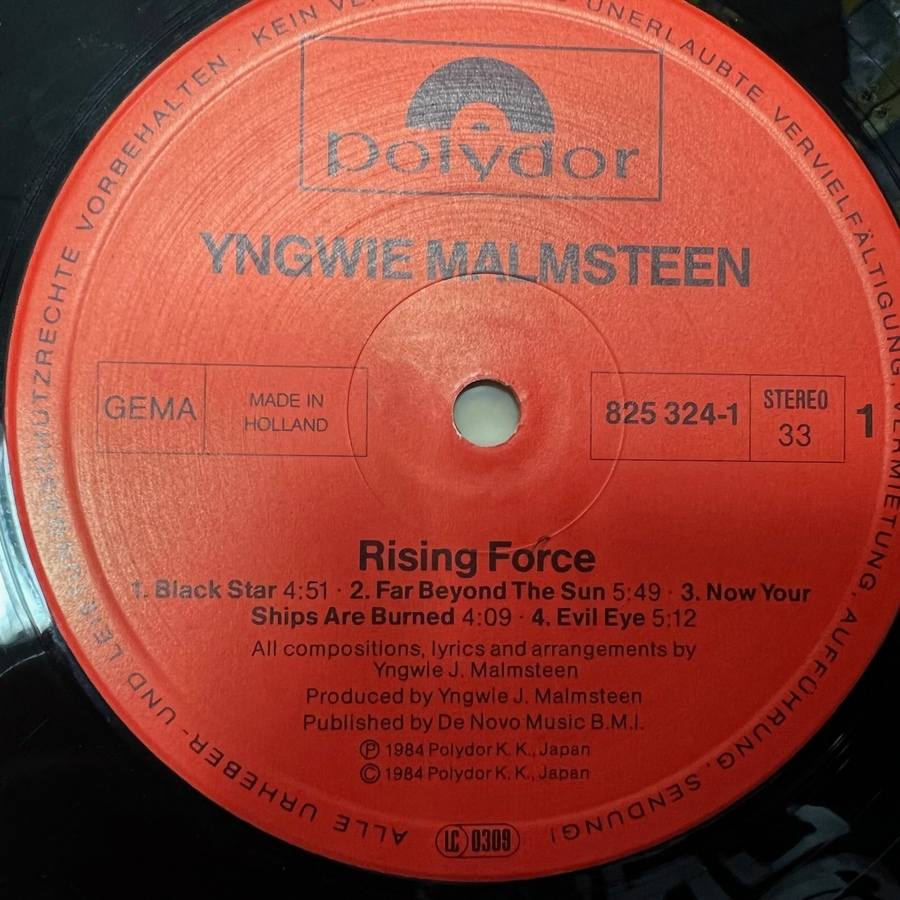 polydor
YNGWIE MALMSTEEN
GEMA
MADE IN
HOLLAND
825 324-1
STEREO
33
1
Rising Force
1. Black Star 4:51 · 2. Far Beyond The Sun 5:49 · 3. Now Your
Ships Are Burned 4:09 · 4. Evil Eye 5:12
All compositions, lyrics and arrangements by
Yngwie J. Malmsteen
Produced by Yngwie J. Malmsteen
Published by De Novo Music B.M.I.
Ⓟ 1984 Polydor K. K., Japan
© 1984 Polydor K. K., Japan
LC 0309
ALLE URHEBER- UND VORBEHALTEN · KEIN UNERLAUBTE VERVIELFÄLTIGUNG, VERMIETUNG, AUFFÜHRUNG, SENDUNG!